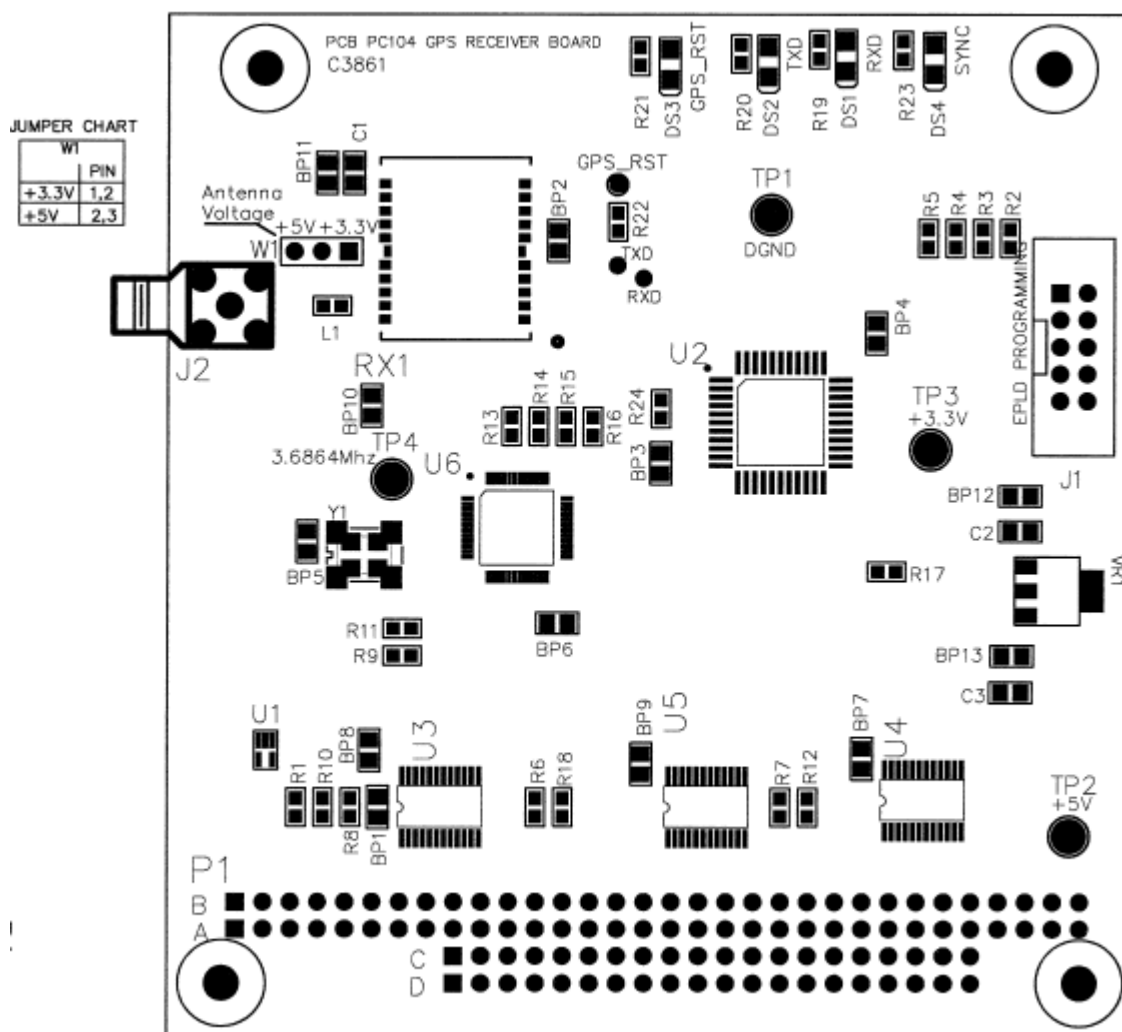 PCB PC104 GPS RECEIVER BOARD
C3861
R21
DS3
GPS_RST
R20
DS2
TXD
R19
DS1
RXD
R23
DS4
SYNC
JUMPER CHART
W1
PIN
+3.3V 1,2
+5V 2,3
BP11
C1
BP2
GPS_RST
R22
TXD
RXD
TP1
DGND
R5
R4
R3
R2
Antenna
Voltage
+5V +3.3V
W1
L1
J2
RX1
EPLD PROGRAMMING
J1
BP4
U2
BP10
R13
R14
R15
R16
R24
BP3
TP3
+3.3V
TP4
3.6864Mhz
U6
BP12
C2
Y1
BP5
R17
VR1
R11
R9
BP6
BP13
C3
U1
BP8
U3
BP9
U5
BP7
U4
R1
R10
R8
BP1
R6
R18
R7
R12
TP2
+5V
P1
B
A
C
D